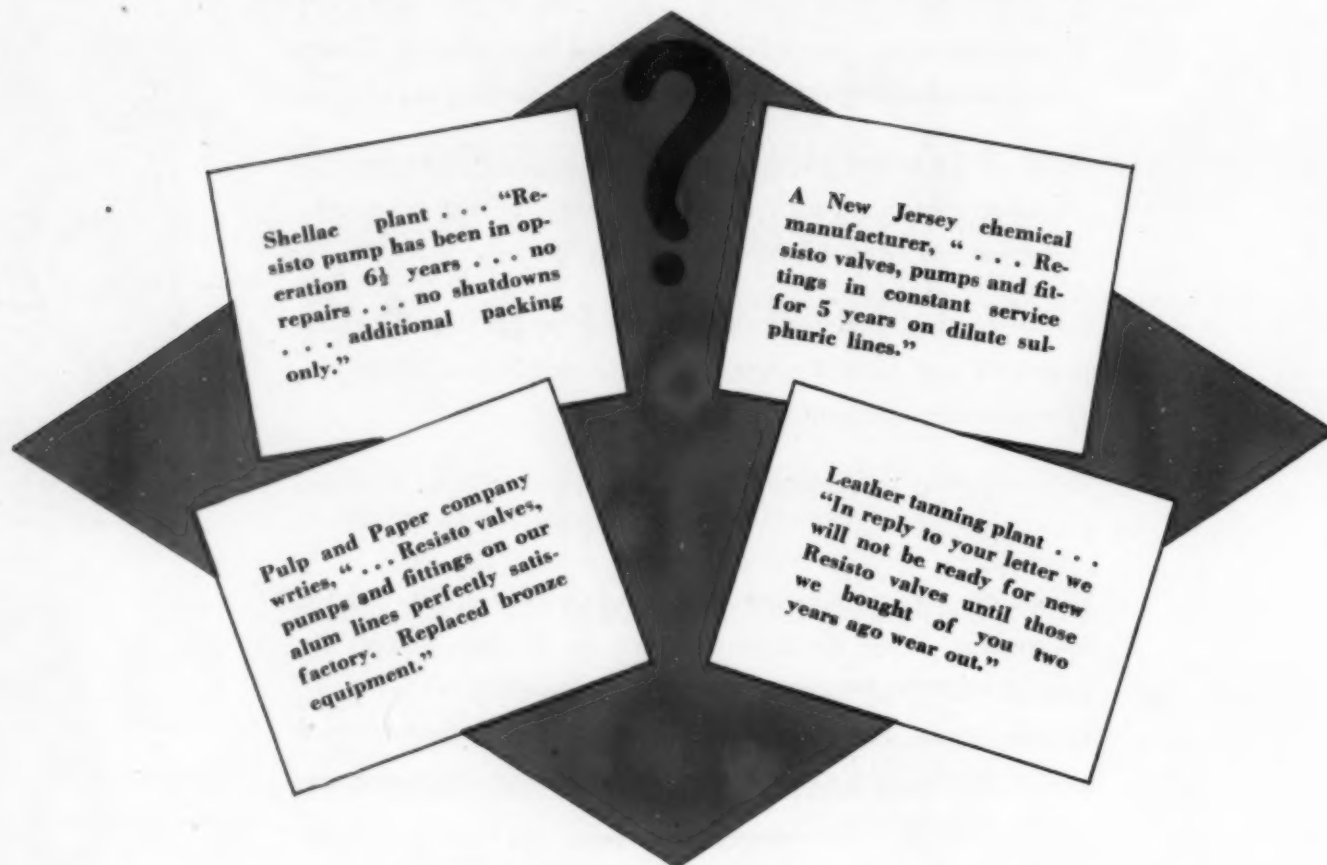 ?
Shellac plant . . . “Re-
sisto pump has been in op-
eration 6½ years . . . no
repairs . . . no shutdowns
. . . additional packing
only.”
A New Jersey chemical
manufacturer, “ . . . Re-
sisto valves, pumps and fit-
tings in constant service
for 5 years on dilute sul-
phuric lines.”
Pulp and Paper company
wrties, “ . . . Resisto valves,
pumps and fittings on our
alum lines perfectly satis-
factory. Replaced bronze
equipment.”
Leather tanning plant . . .
“In reply to your letter we
will not be ready for new
Resisto valves until those
we bought of you two
years ago wear out.”